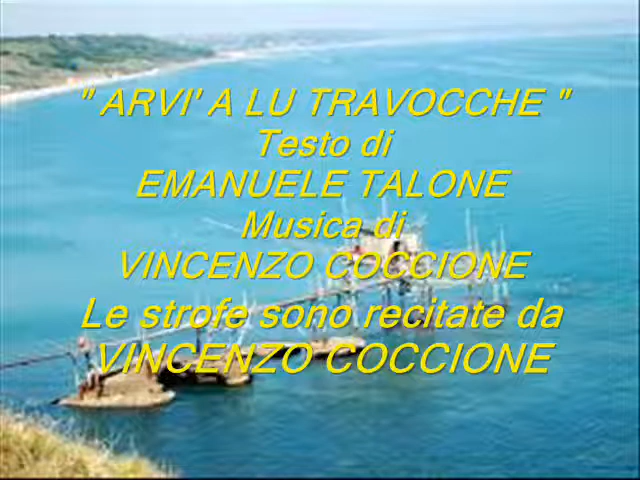 " ARVI' A LU TRAVOCCHE "
Testo di
EMANUELE TALONE
Musica di
VINCENZO COCCIONE
Le strofe sono recitate da
VINCENZO COCCIONE